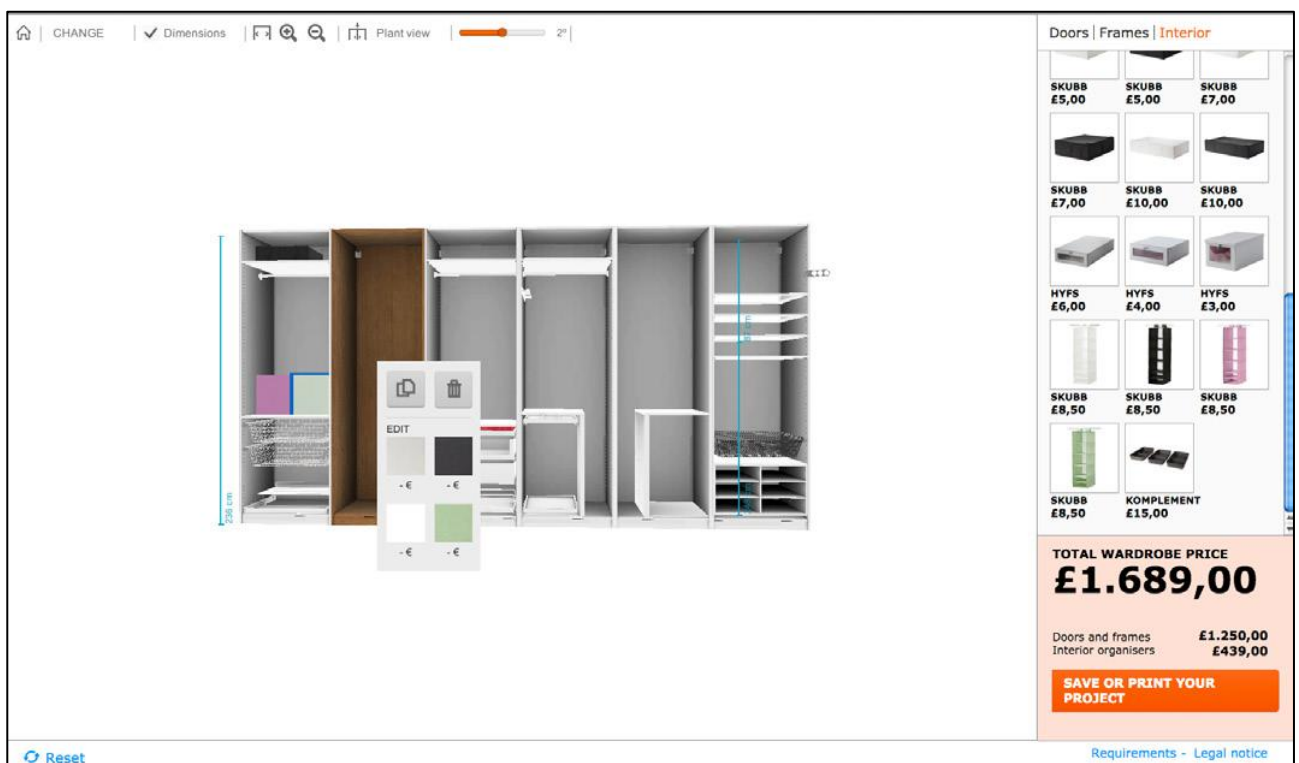 CHANGE
Dimensions
Plant view
2º
Doors | Frames | Interior
SKUBB SKUBB SKUBB
£5,00 £5,00 £7,00
SKUBB SKUBB SKUBB
£7,00 £10,00 £10,00
HYFS HYFS HYFS
£6,00 £4,00 £3,00
SKUBB SKUBB SKUBB
£8,50 £8,50 £8,50
SKUBB KOMPLEMENT
£8,50 £15,00
236 cm
87 cm
EDIT
- € - €
- € - €
TOTAL WARDROBE PRICE
£1.689,00
Doors and frames £1.250,00
Interior organisers £439,00
SAVE OR PRINT YOUR
PROJECT
Reset
Requirements - Legal notice